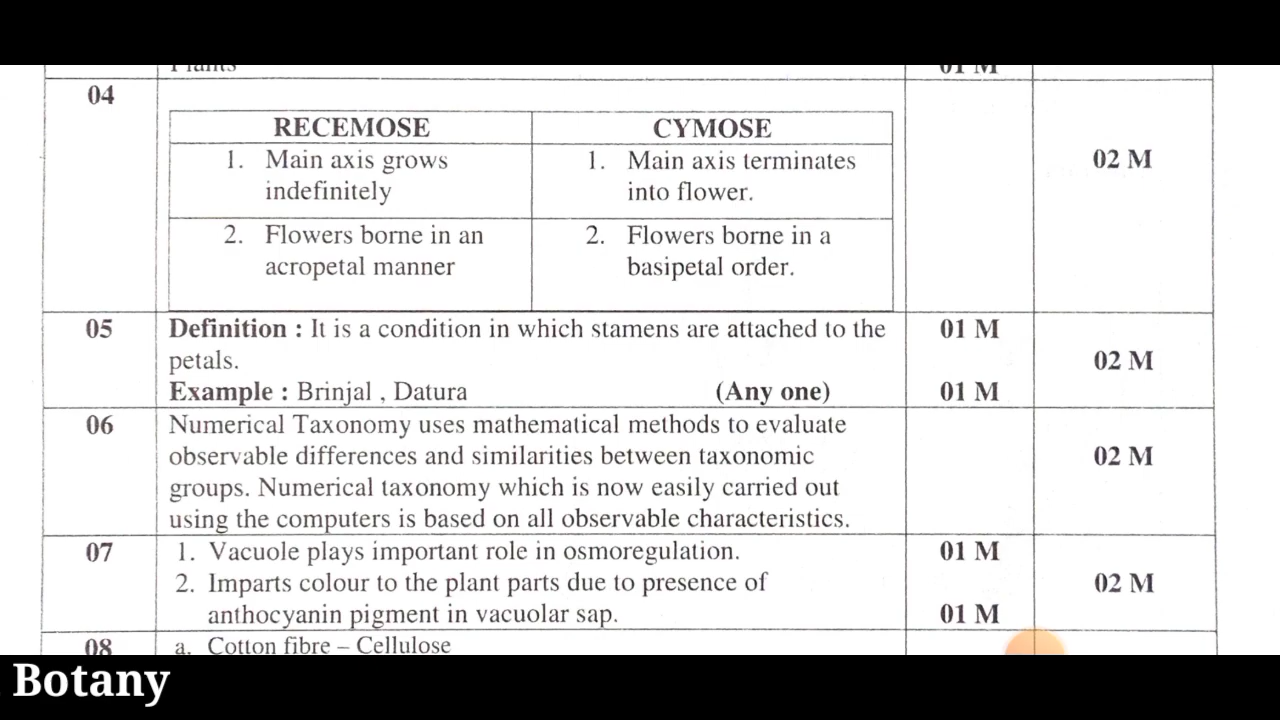 Plants 01 M
04
RECEMOSE CYMOSE
1. Main axis grows 1. Main axis terminates 02 M
indefinitely into flower.
2. Flowers borne in an 2. Flowers borne in a
acropetal manner basipetal order.
05 Definition : It is a condition in which stamens are attached to the 01 M
petals. 02 M
Example : Brinjal , Datura (Any one) 01 M
06 Numerical Taxonomy uses mathematical methods to evaluate
observable differences and similarities between taxonomic 02 M
groups. Numerical taxonomy which is now easily carried out
using the computers is based on all observable characteristics.
07 1. Vacuole plays important role in osmoregulation. 01 M
2. Imparts colour to the plant parts due to presence of 02 M
anthocyanin pigment in vacuolar sap. 01 M
08 a. Cotton fibre – Cellulose
Botany